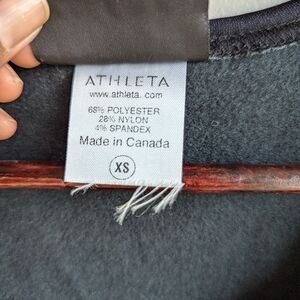 ATHLETA
www.athleta.com
68% POLYESTER
28% NYLON
4% SPANDEX
Made in Canada
XS